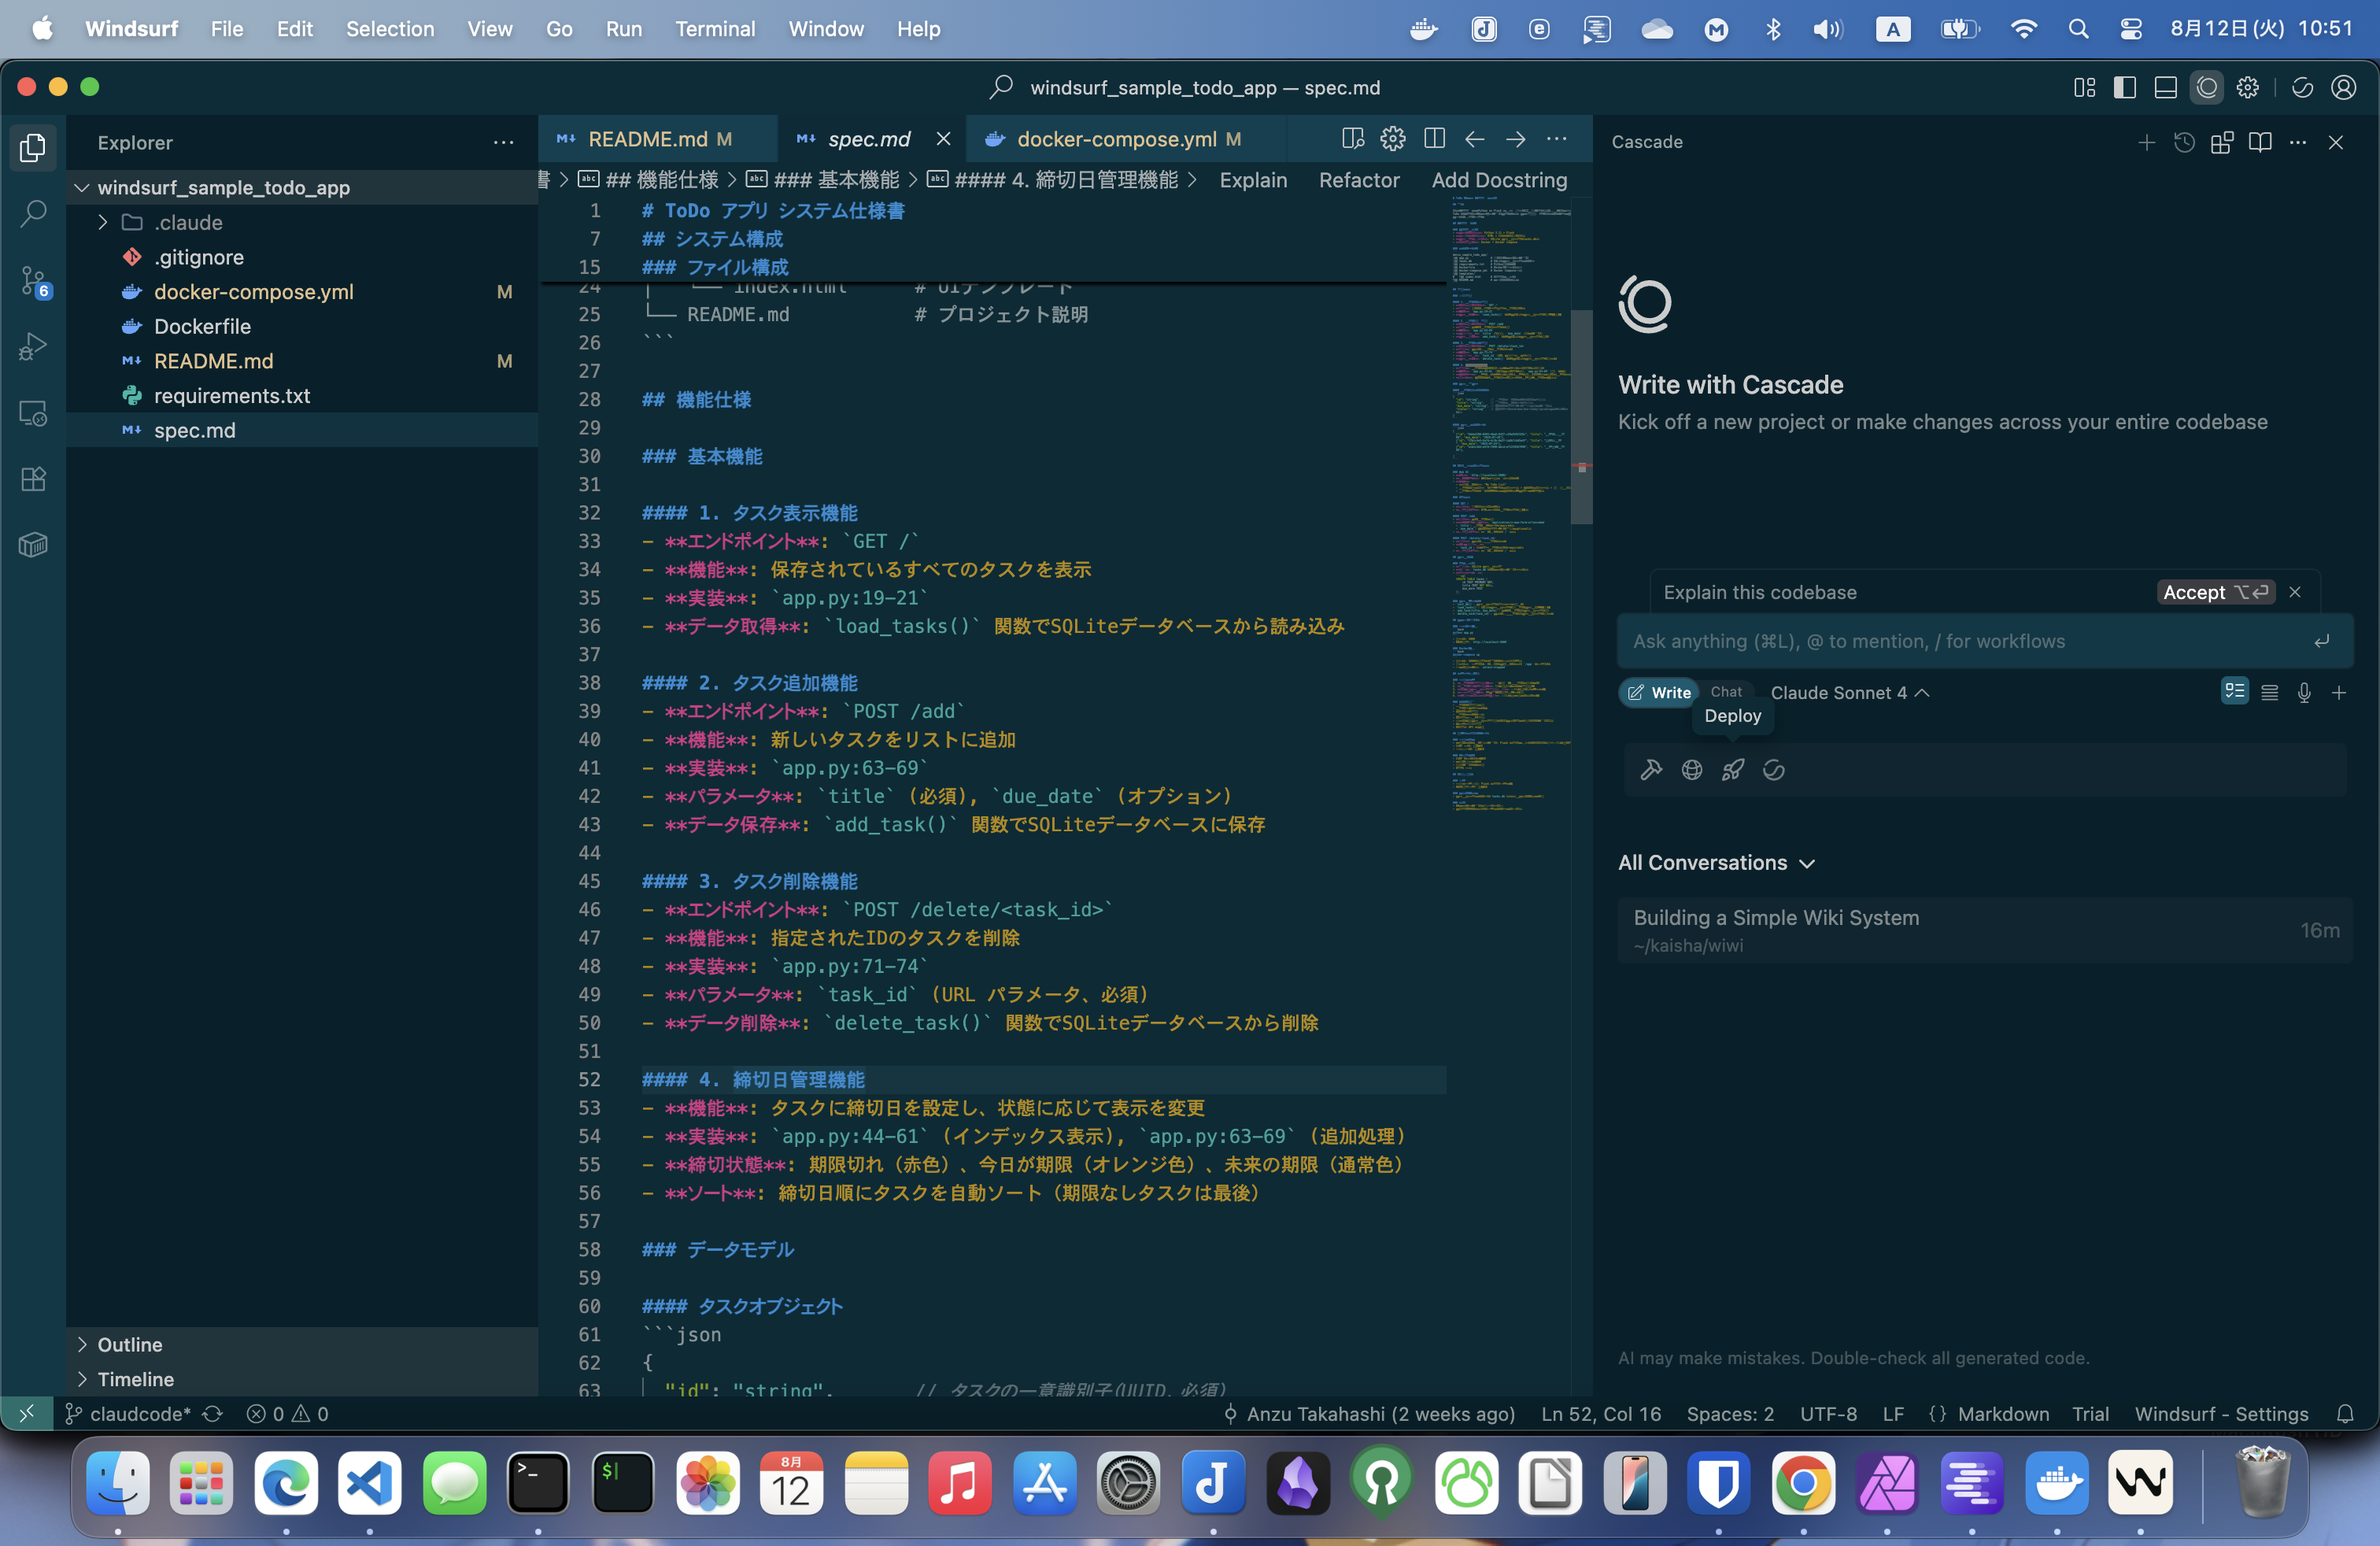 Windsurf File Edit Selection View Go Run Terminal Window Help
8月12日(火) 10:51
windsurf_sample_todo_app — spec.md
Explorer
windsurf_sample_todo_app
.claude
.gitignore
docker-compose.yml M
Dockerfile
README.md M
requirements.txt
spec.md
6
Outline
Timeline
README.md M
spec.md
docker-compose.yml M
書 > ## 機能仕様 > ### 基本機能 > #### 4. 締切日管理機能 > Explain Refactor Add Docstring
1 # ToDo アプリ システム仕様書
7 ## システム構成
15 ### ファイル構成
24 │ └── index.html # UIテンプレート
25 └── README.md # プロジェクト説明
26 ```
27
28 ## 機能仕様
29
30 ### 基本機能
31
32 #### 1. タスク表示機能
33 - **エンドポイント**: `GET /`
34 - **機能**: 保存されているすべてのタスクを表示
35 - **実装**: `app.py:19-21`
36 - **データ取得**: `load_tasks()` 関数でSQLiteデータベースから読み込み
37
38 #### 2. タスク追加機能
39 - **エンドポイント**: `POST /add`
40 - **機能**: 新しいタスクをリストに追加
41 - **実装**: `app.py:63-69`
42 - **パラメータ**: `title` (必須), `due_date` (オプション)
43 - **データ保存**: `add_task()` 関数でSQLiteデータベースに保存
44
45 #### 3. タスク削除機能
46 - **エンドポイント**: `POST /delete/<task_id>`
47 - **機能**: 指定されたIDのタスクを削除
48 - **実装**: `app.py:71-74`
49 - **パラメータ**: `task_id` (URL パラメータ、必須)
50 - **データ削除**: `delete_task()` 関数でSQLiteデータベースから削除
51
52 #### 4. 締切日管理機能
53 - **機能**: タスクに締切日を設定し、状態に応じて表示を変更
54 - **実装**: `app.py:44-61` (インデックス表示), `app.py:63-69` (追加処理)
55 - **締切状態**: 期限切れ（赤色）、今日が期限（オレンジ色）、未来の期限（通常色）
56 - **ソート**: 締切日順にタスクを自動ソート（期限なしタスクは最後）
57
58 ### データモデル
59
60 #### タスクオブジェクト
61 ```json
62 {
63 "id": "string", // タスクの一意識別子(UUID、必須)
Cascade
Write with Cascade
Kick off a new project or make changes across your entire codebase
Explain this codebase Accept ⌥↩
Ask anything (⌘L), @ to mention, / for workflows
Write Chat Claude Sonnet 4
Deploy
All Conversations
Building a Simple Wiki System
~/kaisha/wiwi
16m
AI may make mistakes. Double-check all generated code.
claudcode* 0 0 Anzu Takahashi (2 weeks ago) Ln 52, Col 16 Spaces: 2 UTF-8 LF {} Markdown Trial Windsurf - Settings
8月
12